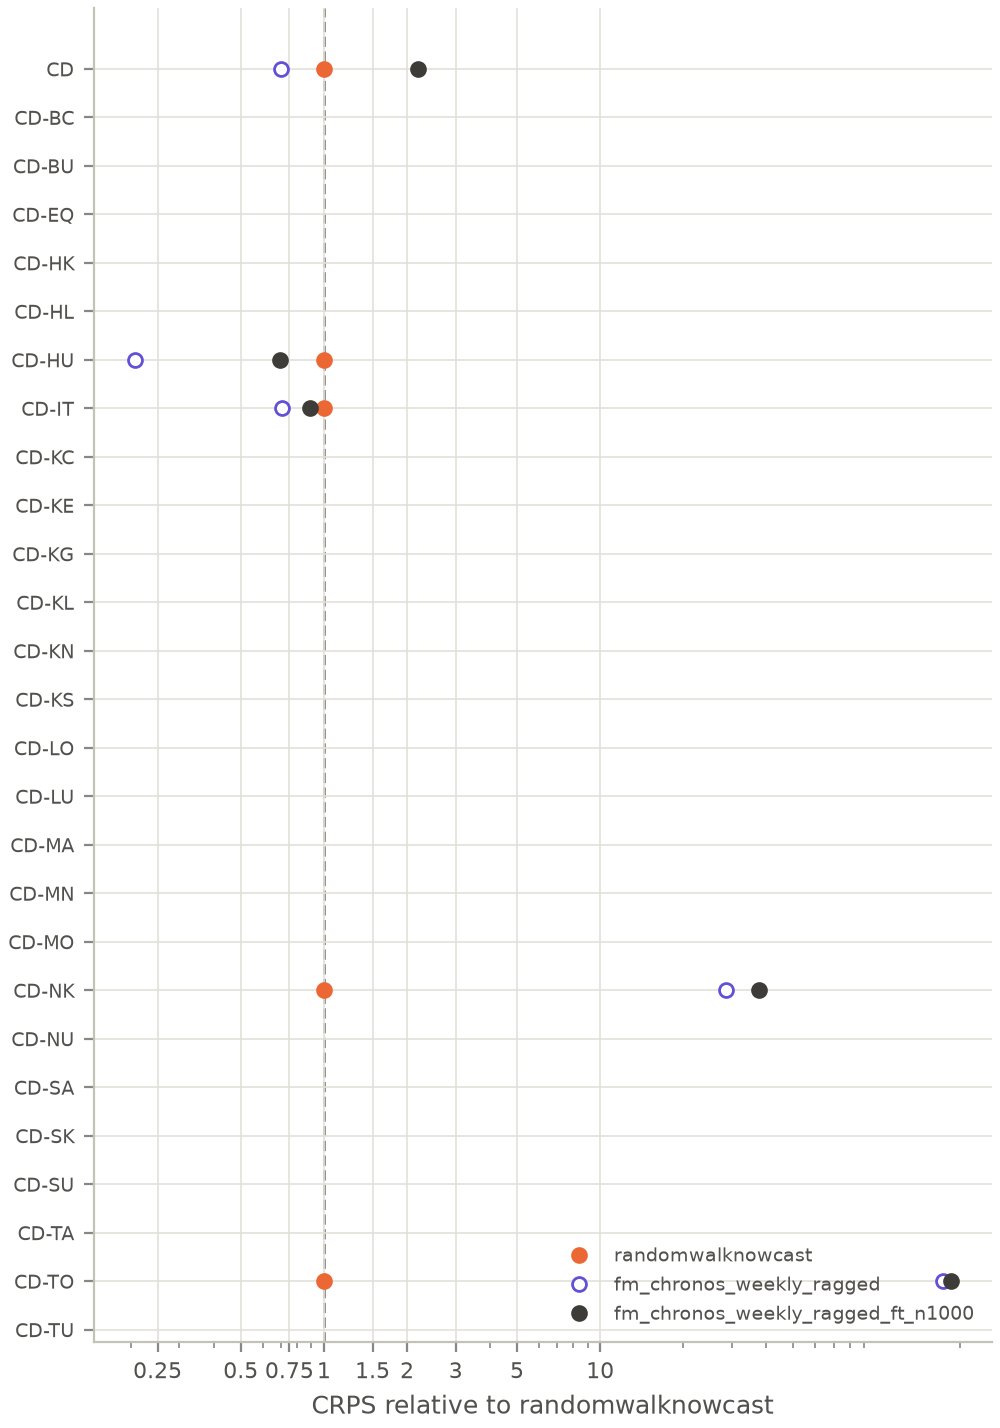 CD
CD-BC
CD-BU
CD-EQ
CD-HK
CD-HL
CD-HU
CD-IT
CD-KC
CD-KE
CD-KG
CD-KL
CD-KN
CD-KS
CD-LO
CD-LU
CD-MA
CD-MN
CD-MO
CD-NK
CD-NU
CD-SA
CD-SK
CD-SU
CD-TA
CD-TO
CD-TU
randomwalknowcast
fm_chronos_weekly_ragged
fm_chronos_weekly_ragged_ft_n1000
0.25 0.5 0.75 1 1.5 2 3 5 10
CRPS relative to randomwalknowcast